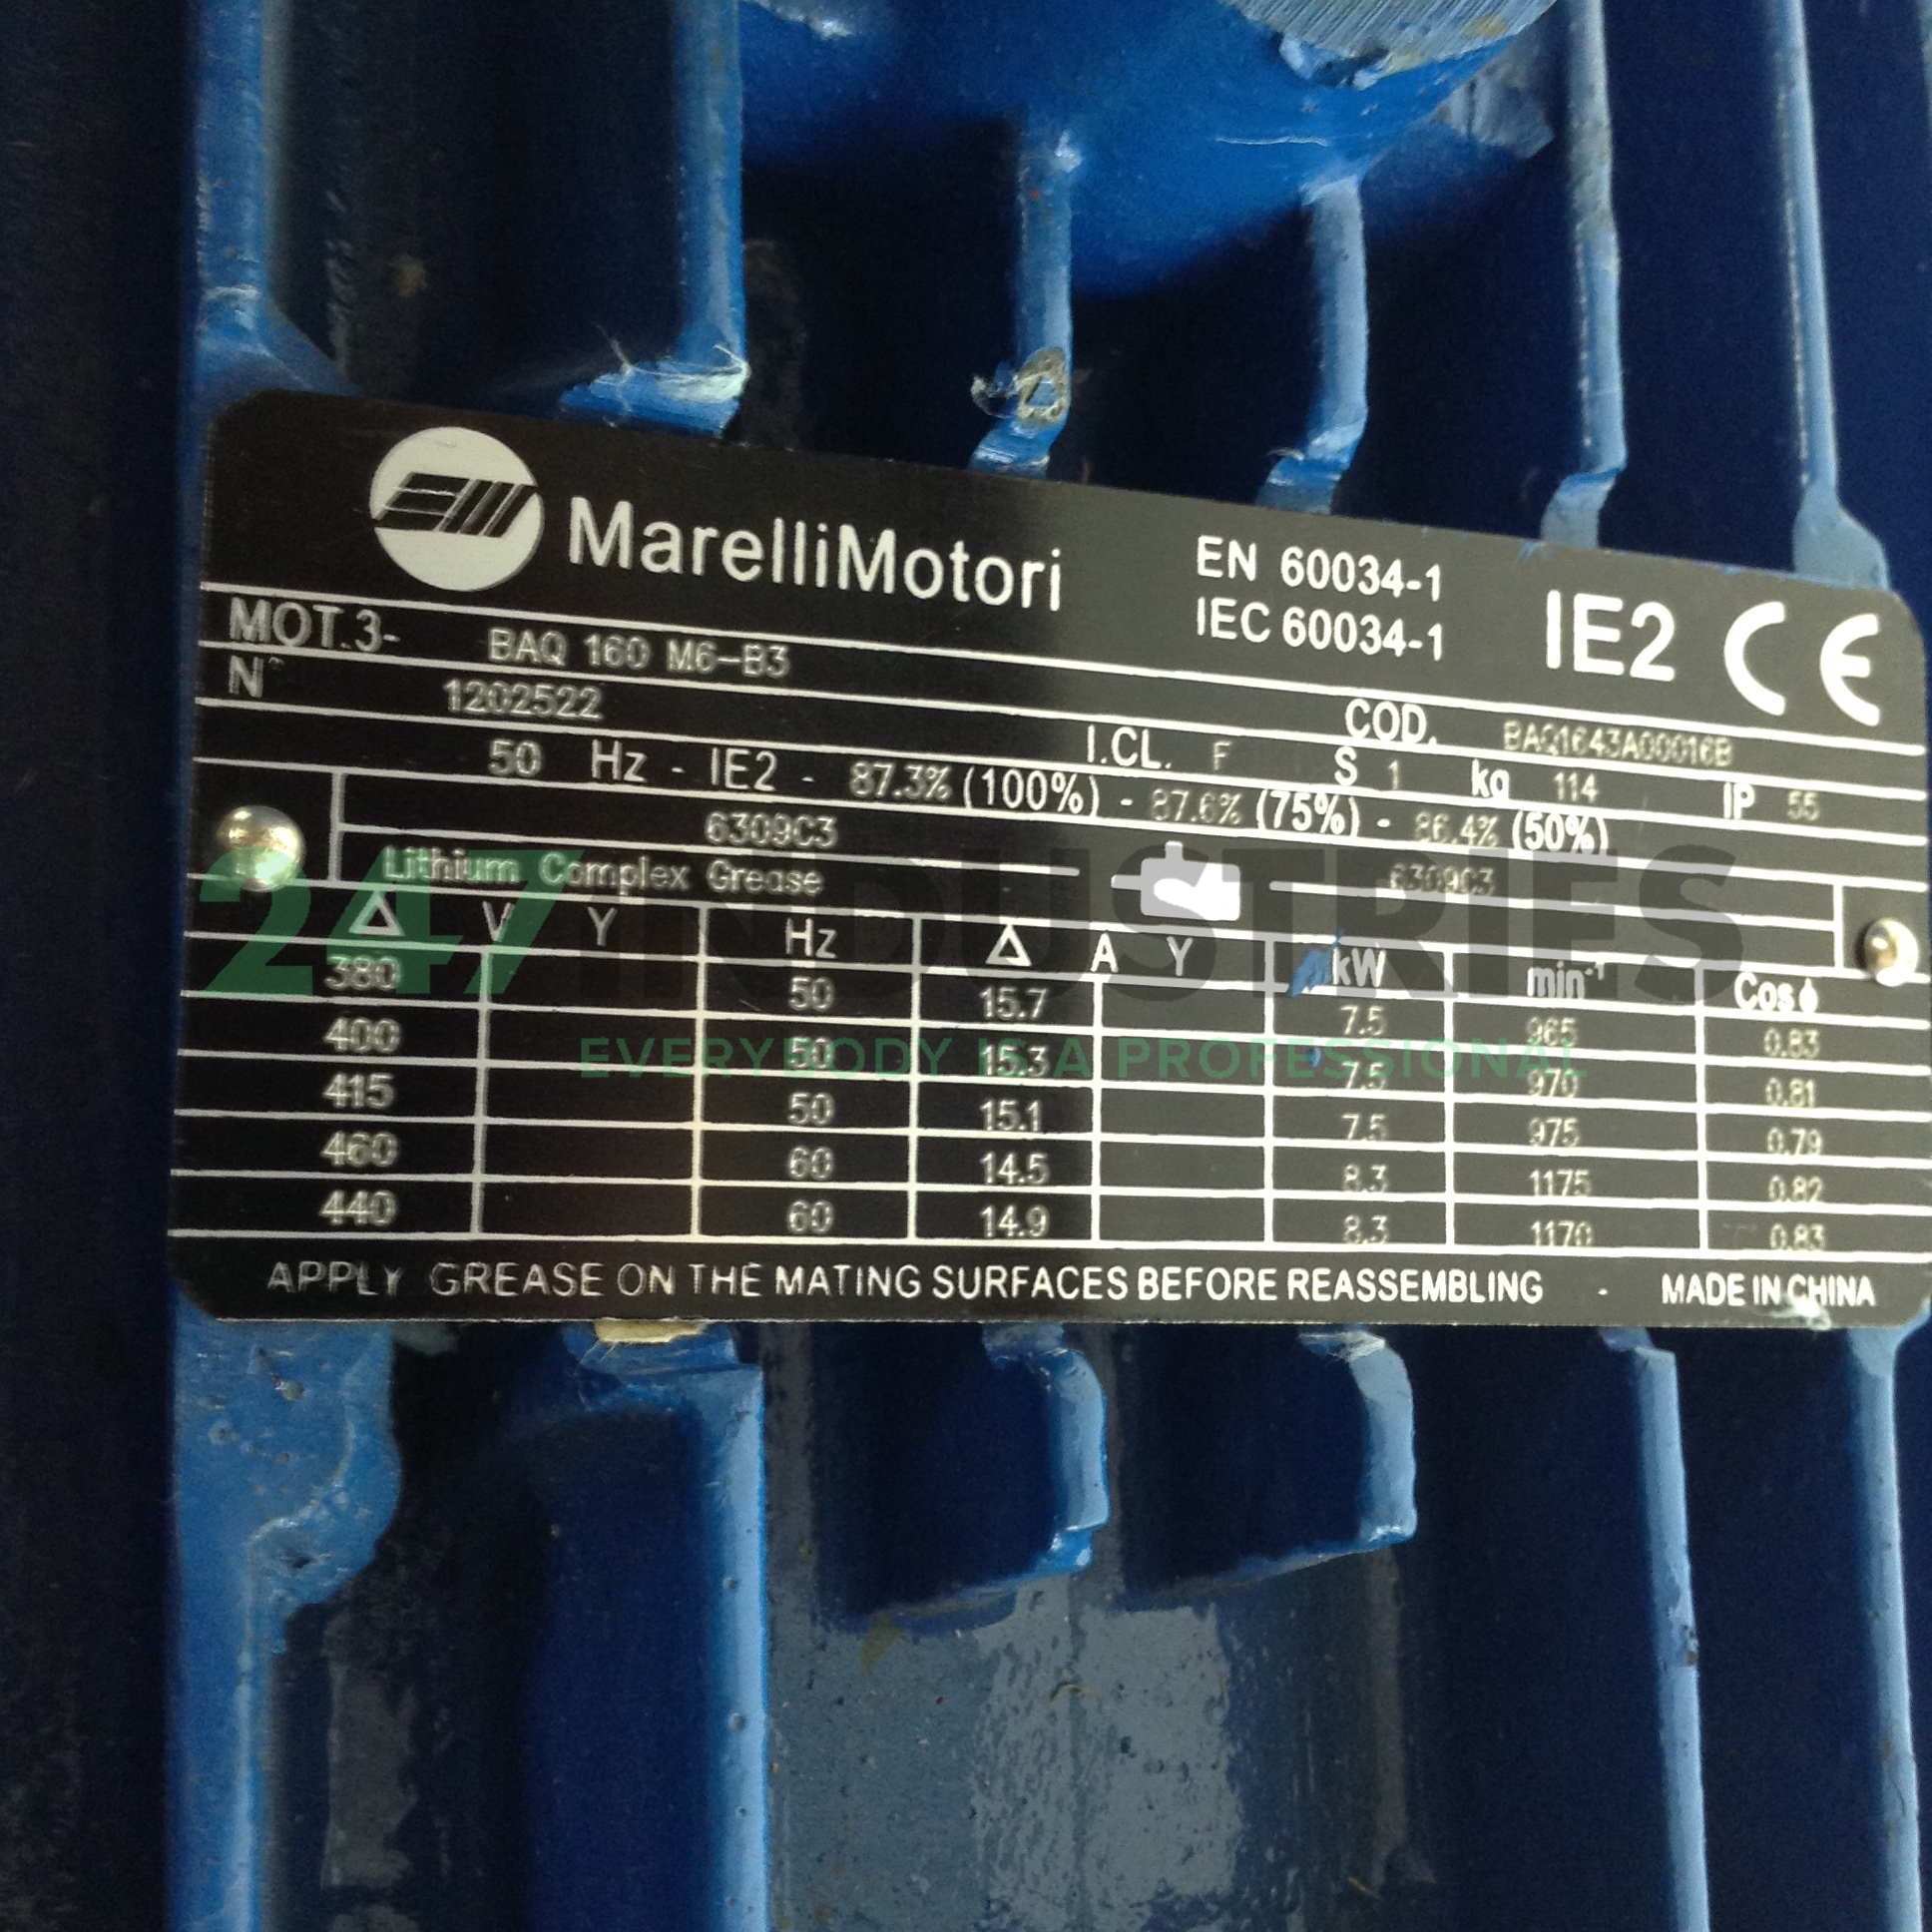 MarelliMotori
EN 60034-1
IEC 60034-1
IE2 CE
MOT.3~ BAQ 160 M6-B3 COD. BAQ1643A00016B
N° 1202522 I.CL. F S 1 kg 114 IP 55
50 Hz - IE2 - 87.3% (100%) - 87.6% (75%) - 86.4% (50%)
6309C3 6309C3
Lithium Complex Grease
Δ V Y Hz Δ A Y kW min-1 Cosϕ
380 50 15.7 7.5 965 0.83
400 50 15.3 7.5 970 0.81
415 50 15.1 7.5 975 0.79
460 60 14.5 8.3 1175 0.82
440 60 14.9 8.3 1170 0.83
APPLY GREASE ON THE MATING SURFACES BEFORE REASSEMBLING - MADE IN CHINA
247 INDUSTRIES
EVERYBODY IS A PROFESSIONAL